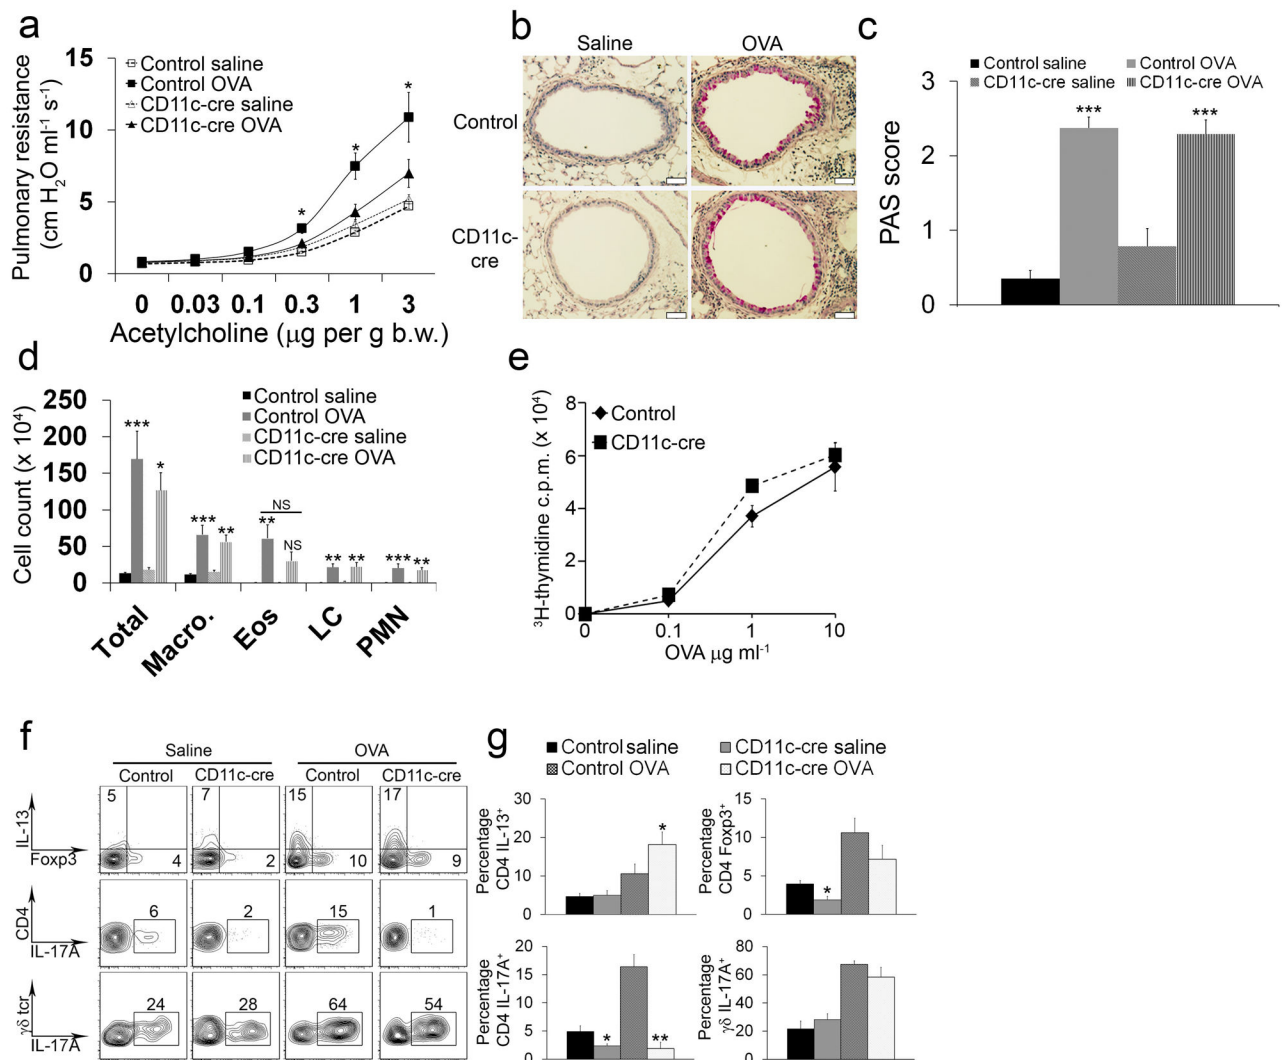 a
Pulmonary resistance
(cm H2O ml-1 s-1)
15
10
5
0
Control saline
Control OVA
CD11c-cre saline
CD11c-cre OVA
*
*
*
0 0.03 0.1 0.3 1 3
Acetylcholine (µg per g b.w.)
b
Saline OVA
Control
CD11c-
cre
c
Control saline Control OVA
CD11c-cre saline CD11c-cre OVA
PAS score
3
2
1
0
*** ***
d
Cell count (x 10⁴)
250
200
150
100
50
0
Control saline
Control OVA
CD11c-cre saline
CD11c-cre OVA
*** *
*** **
NS
** NS
** **
*** **
Total Macro. Eos LC PMN
e
³H-thymidine c.p.m. (x 10⁴)
8
6
4
2
0
Control
CD11c-cre
0 0.1 1 10
OVA µg ml-1
f
Saline OVA
Control CD11c-cre Control CD11c-cre
IL-13
Foxp3
5 7 15 17
4 2 10 9
CD4
IL-17A
6 2 15 1
γδ tcr
IL-17A
24 28 64 54
g
Control saline CD11c-cre saline
Control OVA CD11c-cre OVA
Percentage
CD4 IL-13+
30
20
10
0
*
Percentage
CD4 Foxp3+
15
10
5
0
*
Percentage
CD4 IL-17A+
20
15
10
5
0
* **
Percentage
γδ IL-17A+
80
60
40
20
0